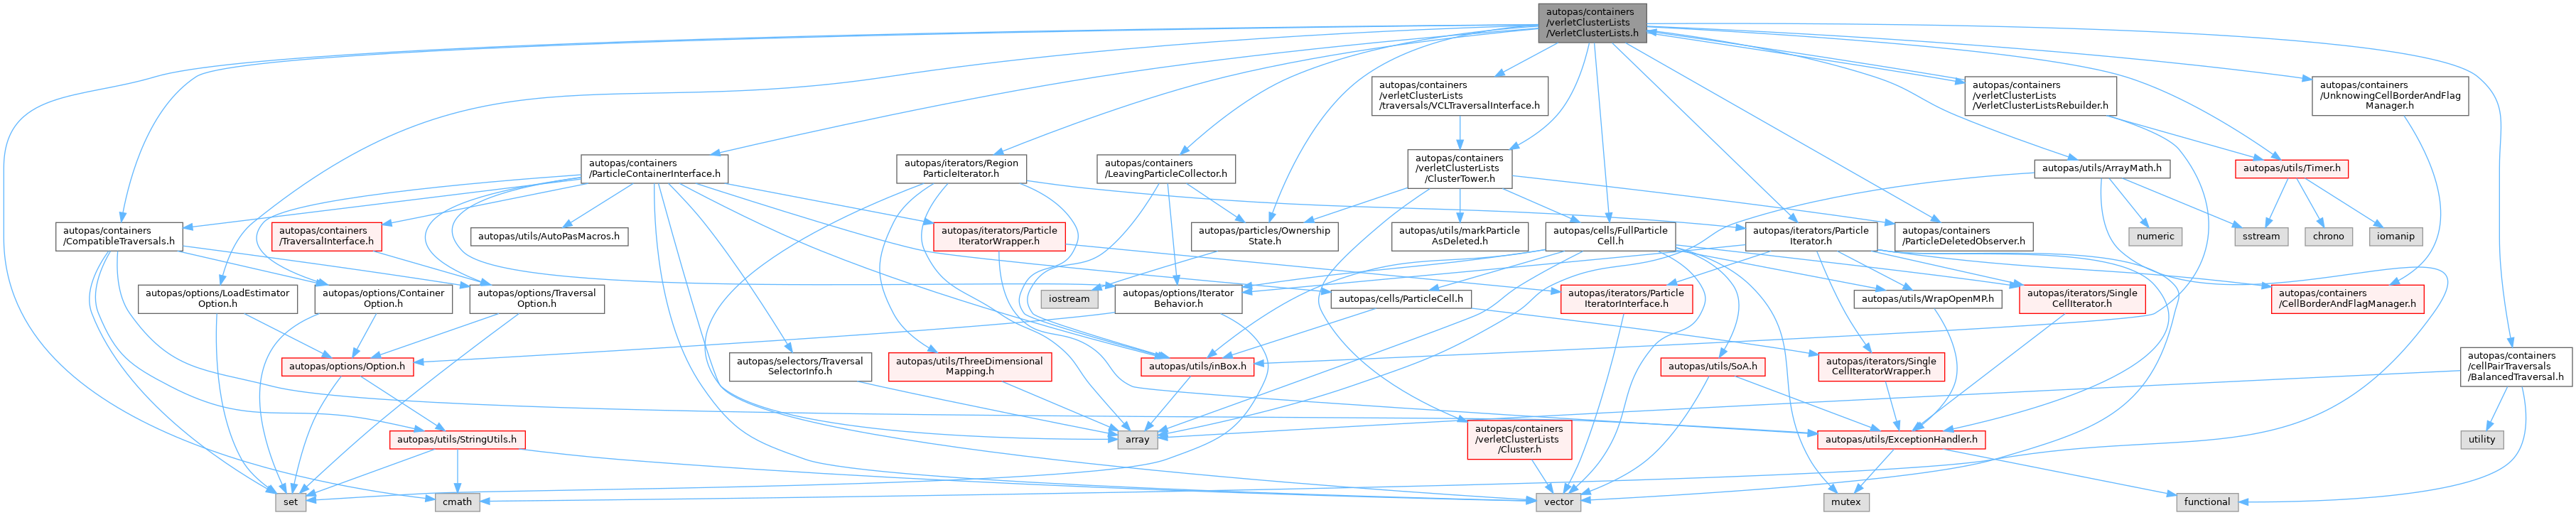 autopas/containers
/verletClusterLists
/VerletClusterLists.h
autopas/containers
/verletClusterLists
/traversals/VCLTraversalInterface.h
autopas/containers
/verletClusterLists
/VerletClusterListsRebuilder.h
autopas/containers
/UnknowingCellBorderAndFlag
Manager.h
autopas/containers
/ParticleContainerInterface.h
autopas/iterators/Region
ParticleIterator.h
autopas/containers
/LeavingParticleCollector.h
autopas/containers
/verletClusterLists
/ClusterTower.h
autopas/utils/ArrayMath.h
autopas/utils/Timer.h
autopas/containers
/CompatibleTraversals.h
autopas/containers
/TraversalInterface.h
autopas/utils/AutoPasMacros.h
autopas/iterators/Particle
IteratorWrapper.h
autopas/particles/Ownership
State.h
autopas/utils/markParticle
AsDeleted.h
autopas/cells/FullParticle
Cell.h
autopas/iterators/Particle
Iterator.h
autopas/containers
/ParticleDeletedObserver.h
numeric
sstream
chrono
iomanip
autopas/options/LoadEstimator
Option.h
autopas/options/Container
Option.h
autopas/options/Traversal
Option.h
iostream
autopas/options/Iterator
Behavior.h
autopas/cells/ParticleCell.h
autopas/iterators/Particle
IteratorInterface.h
autopas/utils/WrapOpenMP.h
autopas/iterators/Single
CellIterator.h
autopas/containers
/CellBorderAndFlagManager.h
autopas/options/Option.h
autopas/selectors/Traversal
SelectorInfo.h
autopas/utils/ThreeDimensional
Mapping.h
autopas/utils/inBox.h
autopas/utils/SoA.h
autopas/iterators/Single
CellIteratorWrapper.h
autopas/containers
/cellPairTraversals
/BalancedTraversal.h
autopas/utils/StringUtils.h
array
autopas/containers
/verletClusterLists
/Cluster.h
autopas/utils/ExceptionHandler.h
utility
set
cmath
vector
mutex
functional